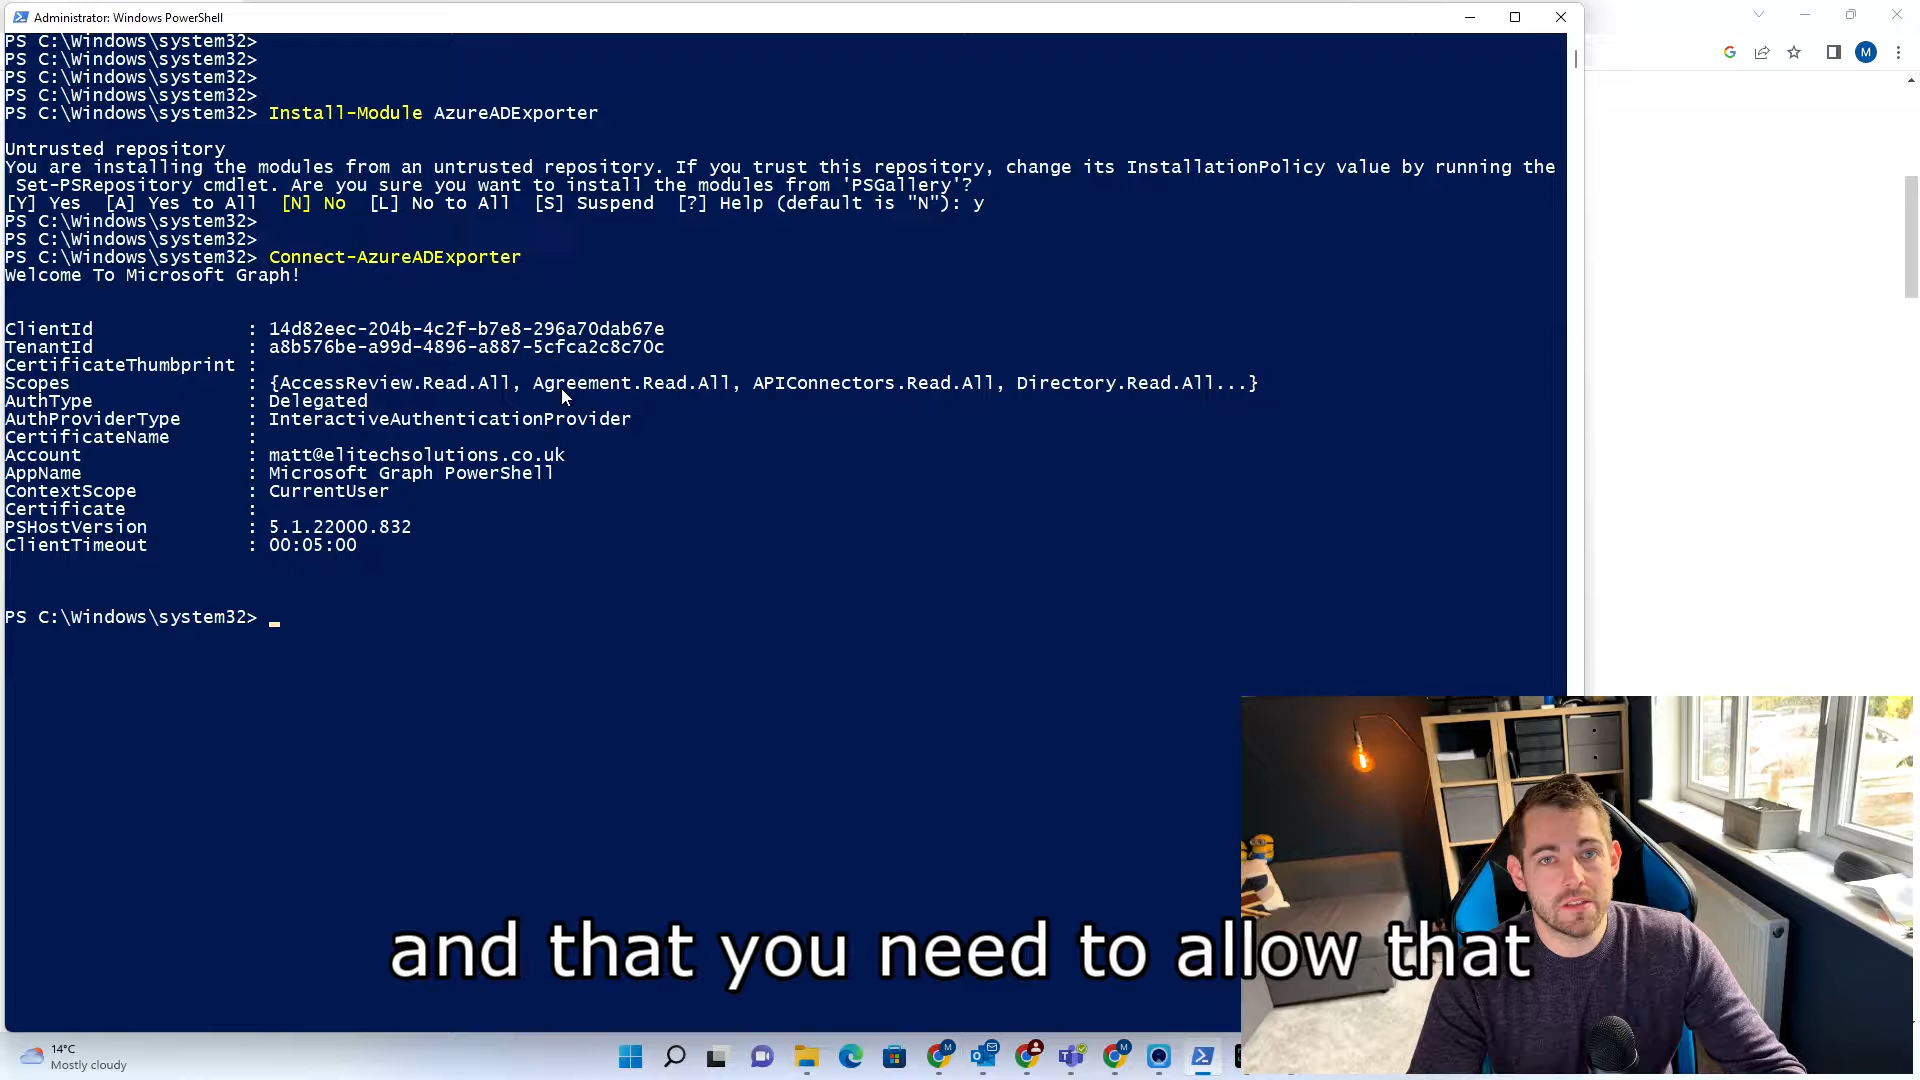 Administrator: Windows PowerShell
PS C:\Windows\system32>
PS C:\Windows\system32>
PS C:\Windows\system32>
PS C:\Windows\system32>
PS C:\Windows\system32> Install-Module AzureADExporter
Untrusted repository
You are installing the modules from an untrusted repository. If you trust this repository, change its InstallationPolicy value by running the
Set-PSRepository cmdlet. Are you sure you want to install the modules from 'PSGallery'?
[Y] Yes [A] Yes to All [N] No [L] No to All [S] Suspend [?] Help (default is "N"): y
PS C:\Windows\system32>
PS C:\Windows\system32>
PS C:\Windows\system32> Connect-AzureADExporter
Welcome To Microsoft Graph!
ClientId : 14d82eec-204b-4c2f-b7e8-296a70dab67e
TenantId : a8b576be-a99d-4896-a887-5cfca2c8c70c
CertificateThumbprint :
Scopes : {AccessReview.Read.All, Agreement.Read.All, APIConnectors.Read.All, Directory.Read.All...}
AuthType : Delegated
AuthProviderType : InteractiveAuthenticationProvider
CertificateName :
Account : matt@elitechsolutions.co.uk
AppName : Microsoft Graph PowerShell
ContextScope : CurrentUser
Certificate :
PSHostVersion : 5.1.22000.832
ClientTimeout : 00:05:00
PS C:\Windows\system32> _
and that you need to allow that
14°C
Mostly cloudy
M